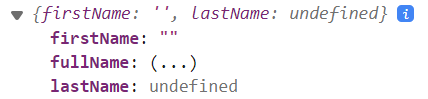 ▼ {firstName: '', lastName: undefined} i
firstName: ""
fullName: (...)
lastName: undefined